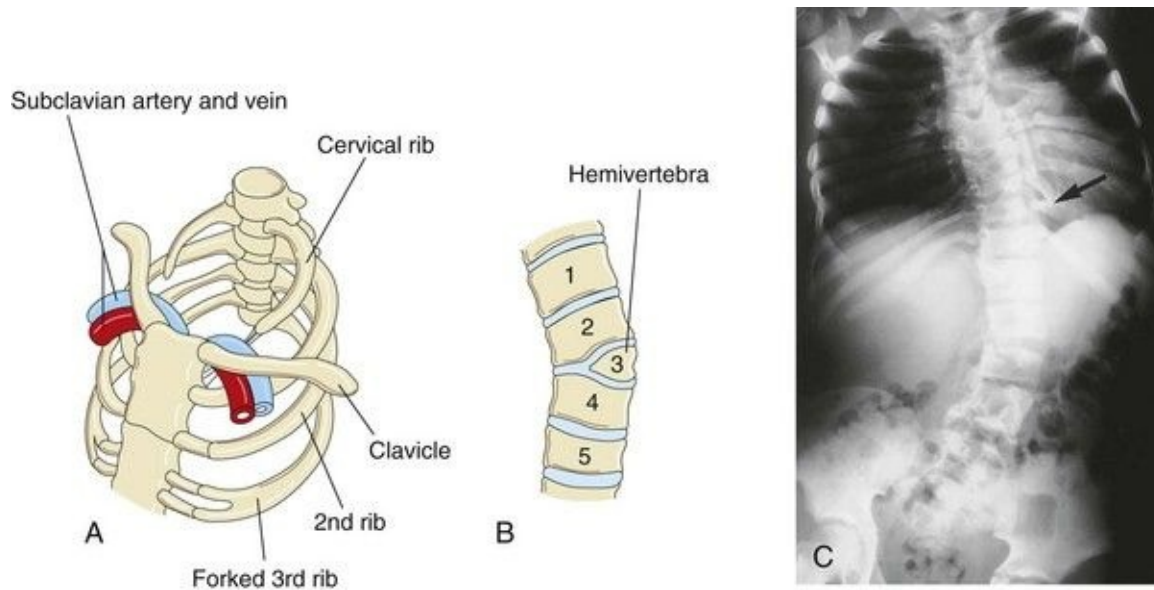 Subclavian artery and vein
Cervical rib
Clavicle
2nd rib
Forked 3rd rib
A
Hemivertebra
1
2
3
4
5
B
C